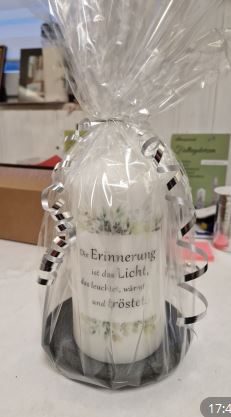 Die Erinnerung
ist das Licht,
das leuchtet, wärmt
und tröstet.
17:4